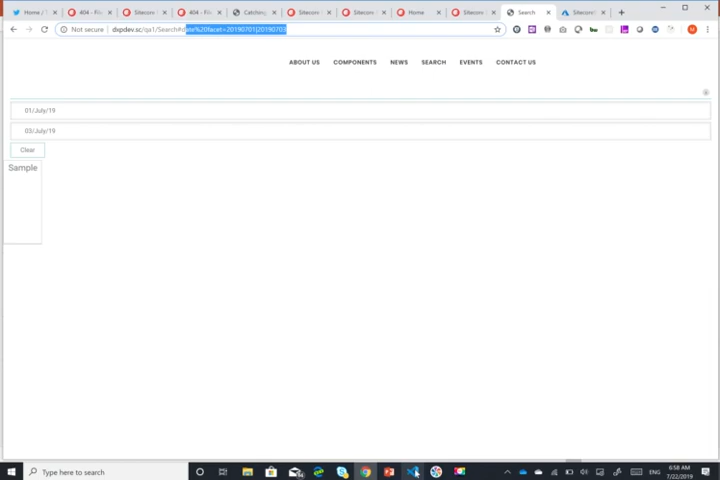 Home / T
404 - File
Sitecore
404 - File
Catching
Sitecore
Sitecore
Home
Sitecore
Search
Sitecore
Not secure
dxpdev.sc/qa1/Search#date%20facet=20190701|20190703
ABOUT US COMPONENTS NEWS SEARCH EVENTS CONTACT US
01/July/19
03/July/19
Clear
Sample
Type here to search
ENG
6:58 AM
7/22/2019